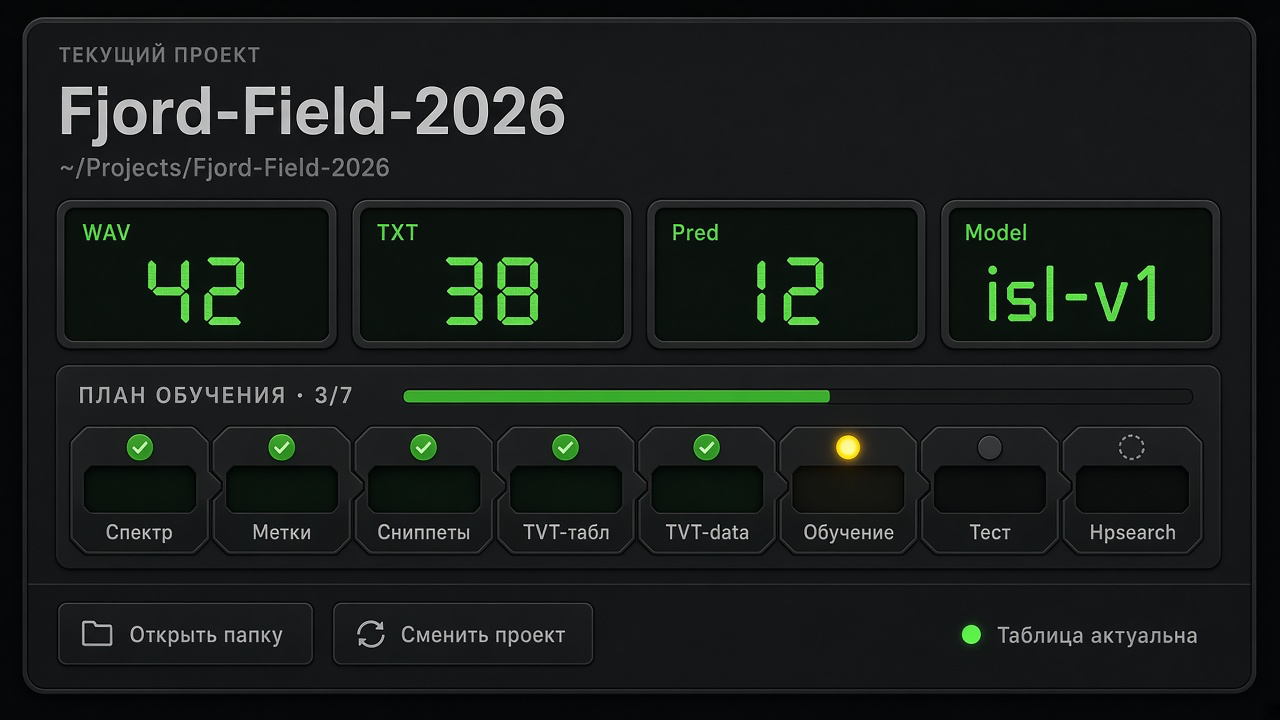 ТЕКУЩИЙ ПРОЕКТ
Fjord-Field-2026
~/Projects/Fjord-Field-2026
WAV
42
TXT
38
Pred
12
Model
isl-v1
ПЛАН ОБУЧЕНИЯ • 3/7
Спектр
Метки
Сниппеты
TVT-табл
TVT-data
Обучение
Тест
Hpsearch
Открыть папку
Сменить проект
Таблица актуальна